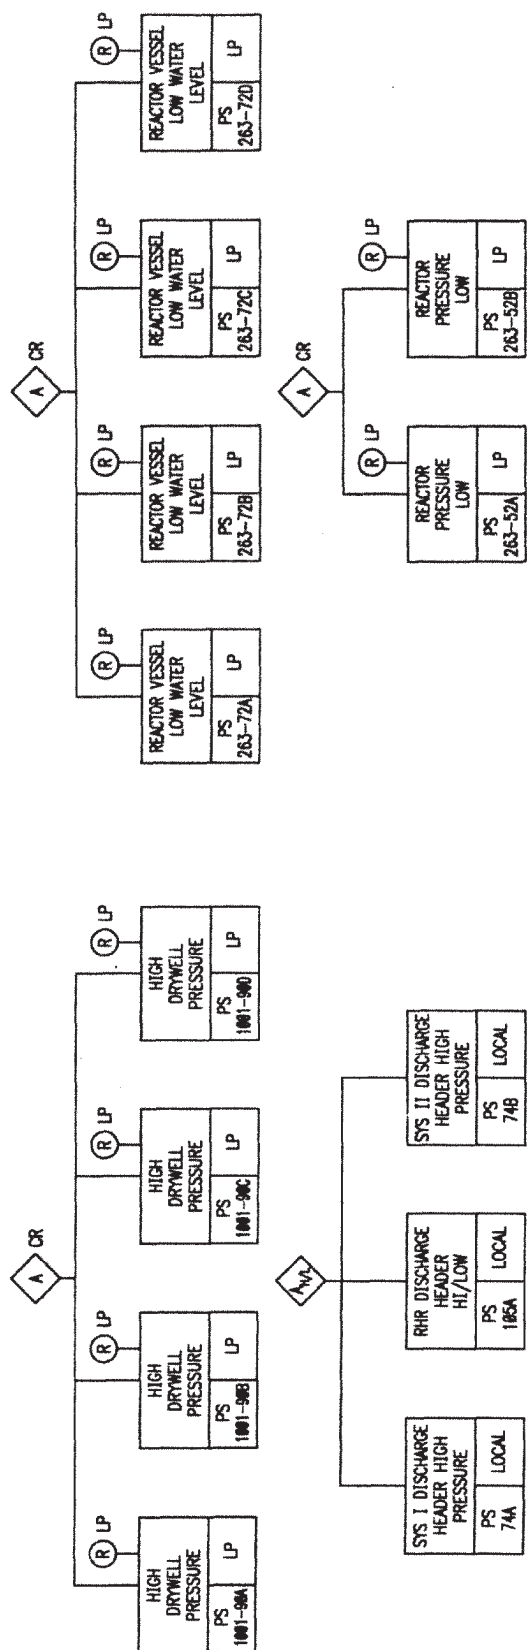 A CR
R LP
R LP
R LP
R LP
HIGH
DRYWELL
PRESSURE
PS
1001-90A
LP
HIGH
DRYWELL
PRESSURE
PS
1001-90B
LP
HIGH
DRYWELL
PRESSURE
PS
1001-90C
LP
HIGH
DRYWELL
PRESSURE
PS
1001-90D
LP
A CR
R LP
R LP
R LP
R LP
REACTOR VESSEL
LOW WATER
LEVEL
PS
263-72A
LP
REACTOR VESSEL
LOW WATER
LEVEL
PS
263-72B
LP
REACTOR VESSEL
LOW WATER
LEVEL
PS
263-72C
LP
REACTOR VESSEL
LOW WATER
LEVEL
PS
263-72D
LP
A H/L
SYS I DISCHARGE
HEADER HIGH
PRESSURE
PS
74A
LOCAL
RHR DISCHARGE
HEADER
HI/LOW
PS
105A
LOCAL
SYS II DISCHARGE
HEADER HIGH
PRESSURE
PS
74B
LOCAL
A CR
R LP
R LP
REACTOR
PRESSURE
LOW
PS
263-52A
LP
REACTOR
PRESSURE
LOW
PS
263-52B
LP